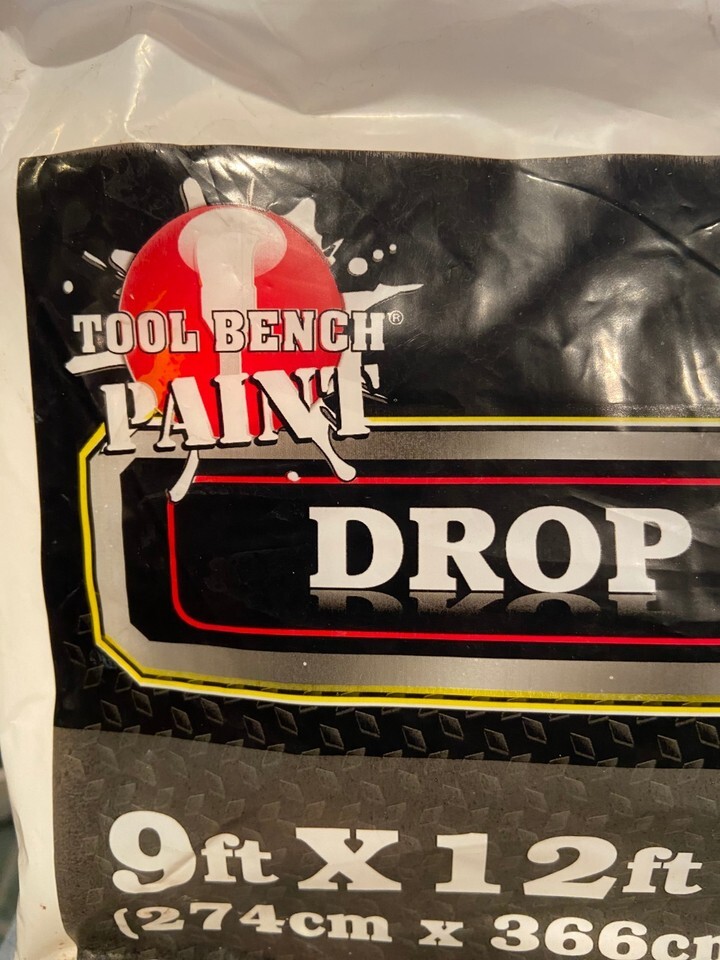 TOOL BENCH®
PAINT
DROP
9ft X 12ft
(274cm x 366cm